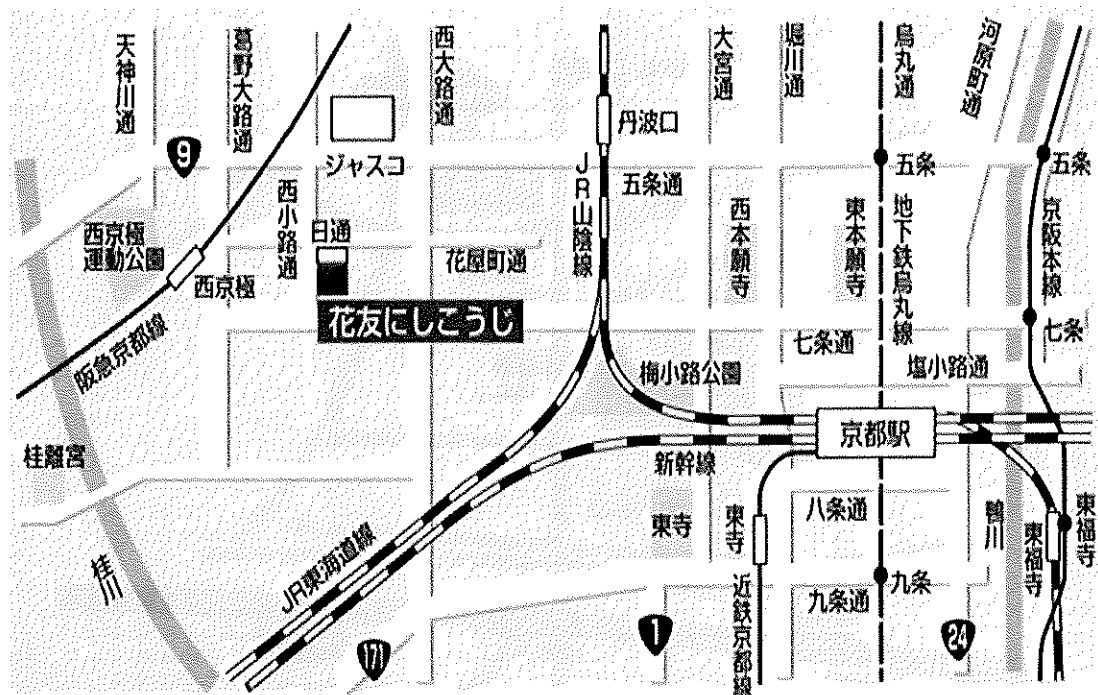 天神川通
葛野大路通
西大路通
大宮通
堀川通
烏丸通
河原町通
9
ジャスコ
丹波口
五条通
五条
五条
JR山陰線
西小路通
日通
西京極
運動公園
西京極
花屋町通
西本願寺
東本願寺
地下鉄烏丸線
京阪本線
花友にしこうじ
七条通
七条
阪急京都線
梅小路公園
塩小路通
京都駅
桂離宮
新幹線
東寺
東寺
八条通
鴨川
東福寺
東福寺
桂川
JR東海道線
九条通
九条
近鉄京都線
171
1
24